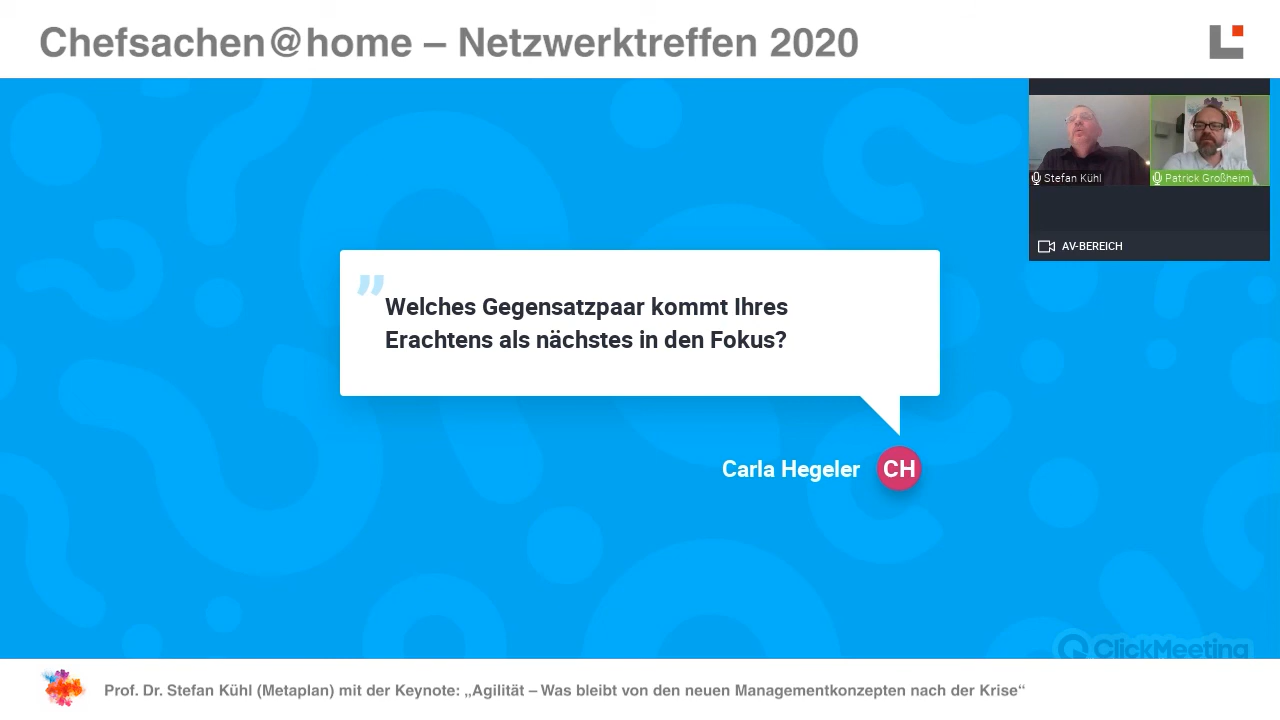 Chefsachen@home – Netzwerktreffen 2020
Stefan Kühl
Patrick Großheim
AV-BEREICH
”
Welches Gegensatzpaar kommt Ihres
Erachtens als nächstes in den Fokus?
Carla Hegeler
CH
ClickMeeting
Prof. Dr. Stefan Kühl (Metaplan) mit der Keynote: „Agilität – Was bleibt von den neuen Managementkonzepten nach der Krise“